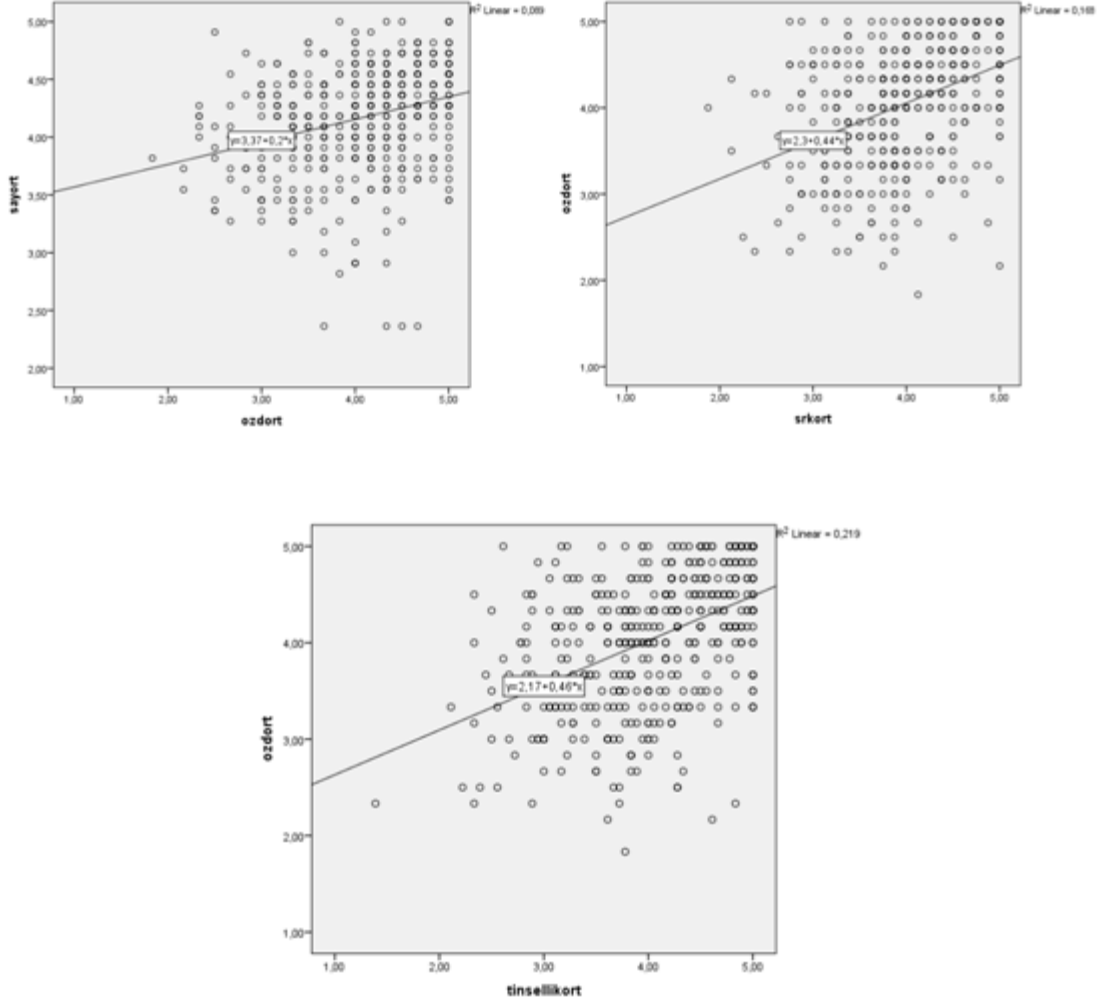 R² Linear = 0,089
5,00
4,50
4,00
3,50
3,00
2,50
2,00
sayort
y=3,37+0,2*x
1,00 2,00 3,00 4,00 5,00
ozdort
R² Linear = 0,168
5,00
4,00
3,00
2,00
1,00
ozdort
y=2,3+0,44*x
1,00 2,00 3,00 4,00 5,00
srkort
R² Linear = 0,219
5,00
4,00
3,00
2,00
1,00
ozdort
y=2,17+0,46*x
1,00 2,00 3,00 4,00 5,00
tinsellikort